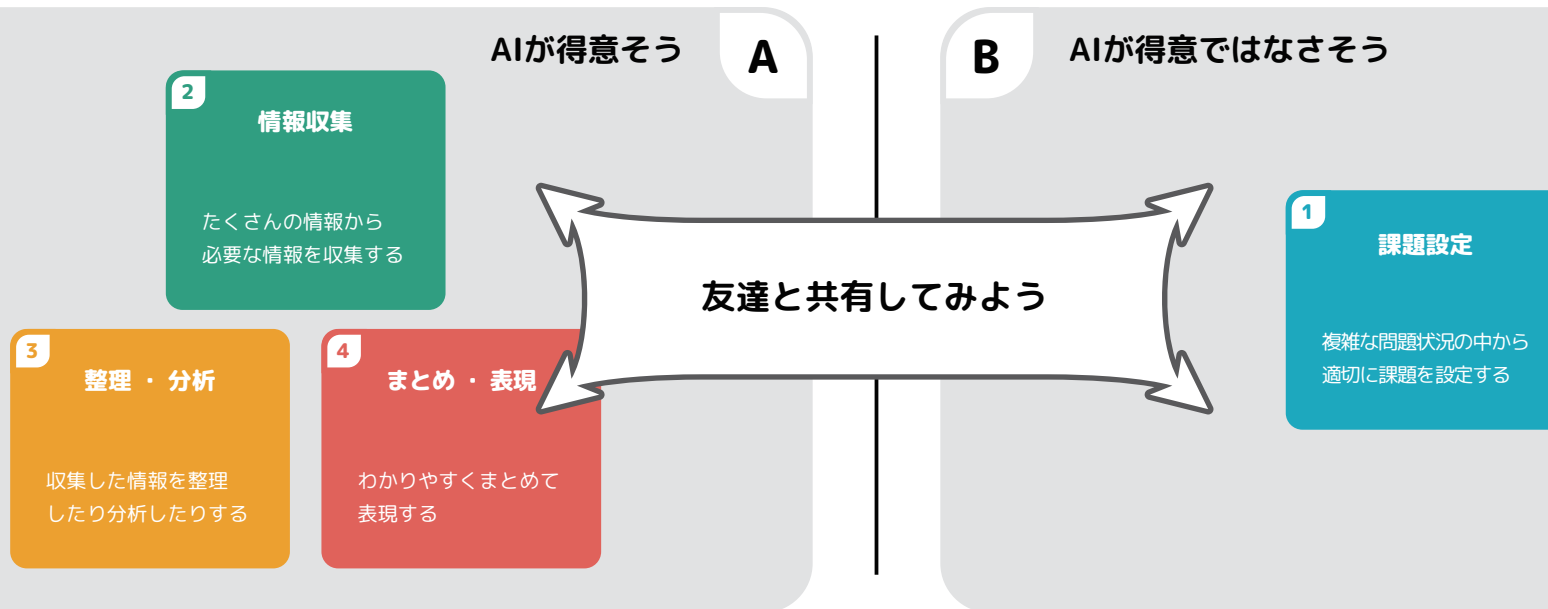 AIが得意そう
A
2
情報収集
たくさんの情報から
必要な情報を収集する
3
整理 ・ 分析
収集した情報を整理
したり分析したりする
4
まとめ ・ 表現
わかりやすくまとめて
表現する
友達と共有してみよう
B
AIが得意ではなさそう
1
課題設定
複雑な問題状況の中から
適切に課題を設定する